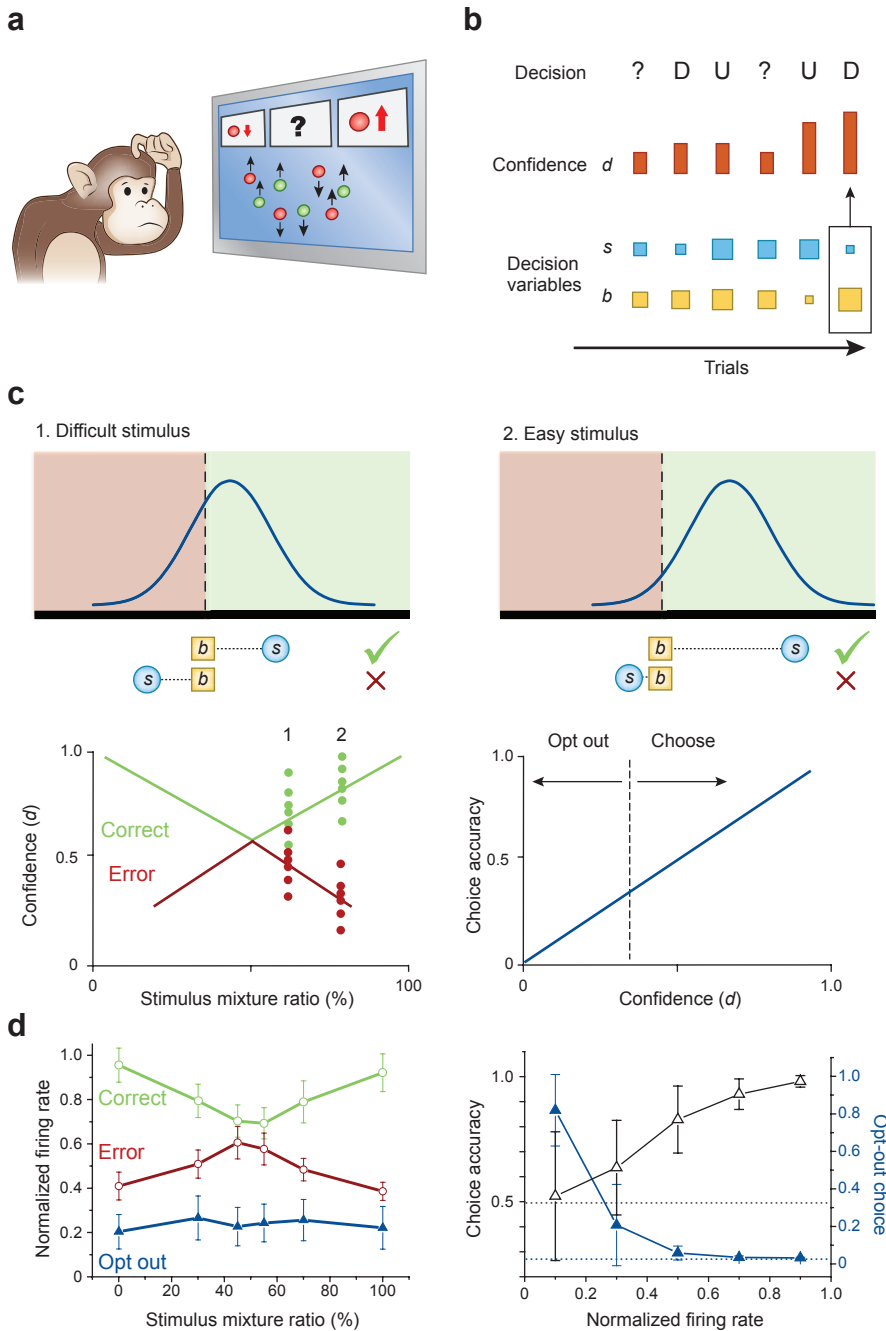 a
?
b
Decision ? D U ? U D
Confidence d
s
Decision
variables
b
Trials
c
1. Difficult stimulus
2. Easy stimulus
b s
s b
b s
s b
1.0
0.5
0
Confidence (d)
Correct
Error
1 2
0 100
Stimulus mixture ratio (%)
1.0
0.5
0
Choice accuracy
Opt out Choose
0 1.0
Confidence (d)
d
1.0
0.8
0.6
0.4
0.2
0
Normalized firing rate
Correct
Error
Opt out
0 20 40 60 80 100
Stimulus mixture ratio (%)
1.0
0.5
Choice accuracy
1.0
0.8
0.6
0.4
0.2
0
Opt-out choice
0 0.2 0.4 0.6 0.8 1.0
Normalized firing rate